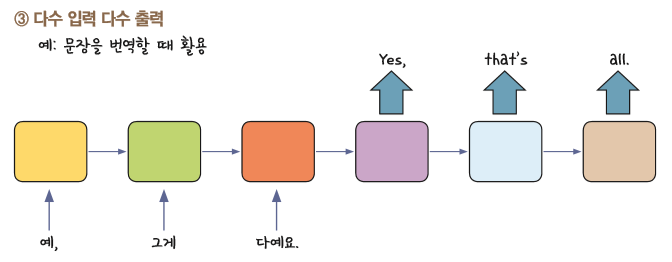 ③ 다수 입력 다수 출력
예: 문장을 번역할 때 활용
Yes, that's all.
예, 그게 다예요.